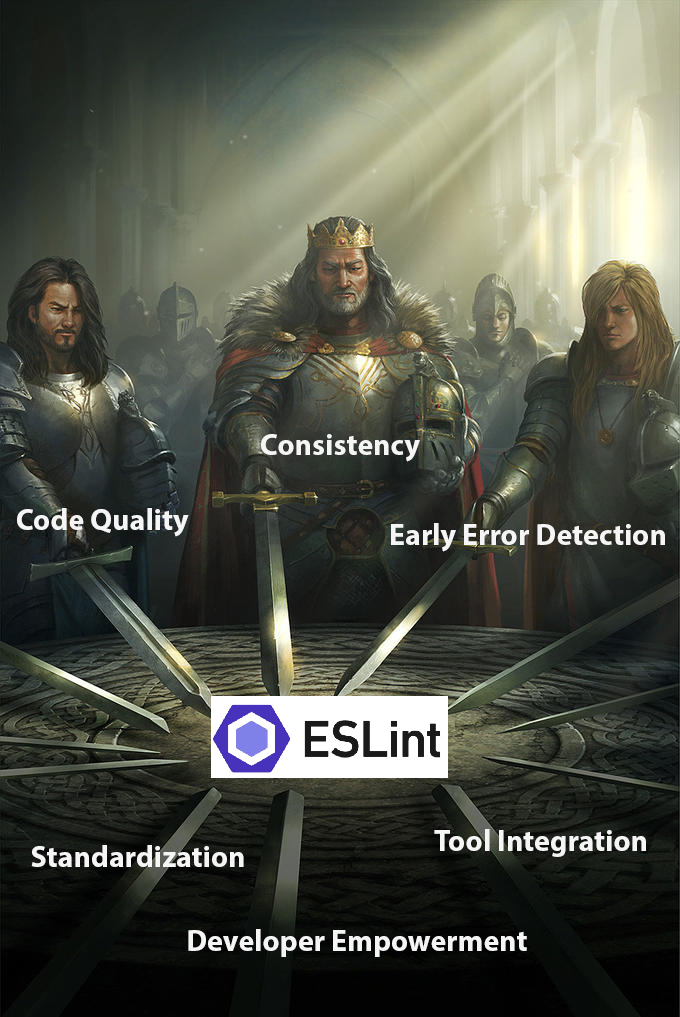 Consistency
Code Quality
Early Error Detection
ESLint
Tool Integration
Standardization
Developer Empowerment